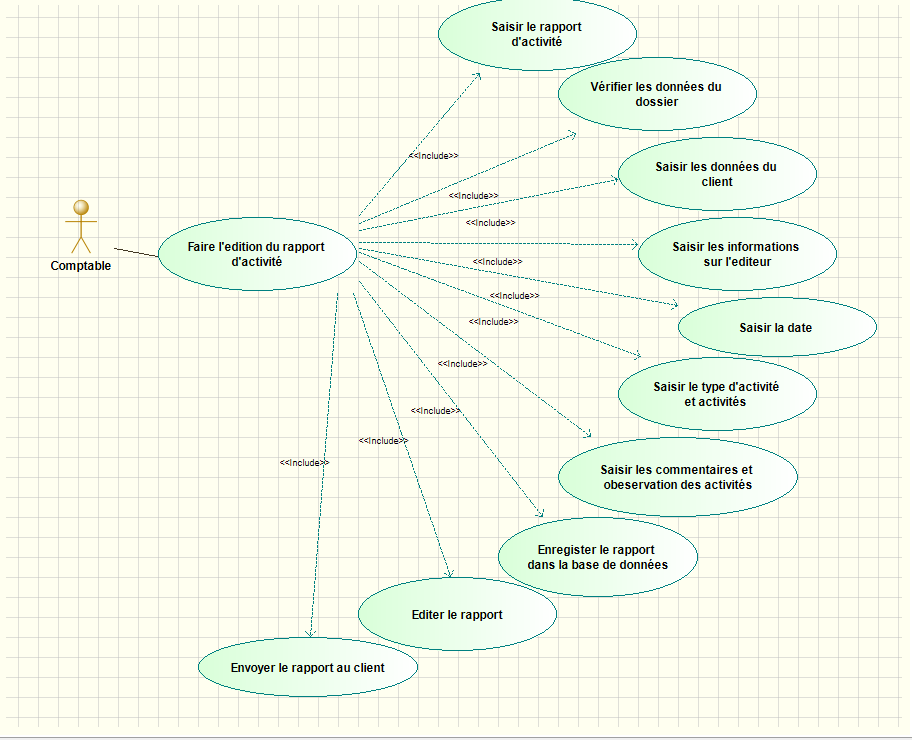 Saisir le rapport
d'activité
Vérifier les données du
dossier
<<Include>>
Saisir les données du
client
<<Include>>
<<Include>>
Comptable
Faire l'edition du rapport
d'activité
Saisir les informations
sur l'editeur
<<Include>>
<<Include>>
Saisir la date
<<Include>>
<<Include>>
Saisir le type d'activité
et activités
<<Include>>
<<Include>>
<<Include>>
Saisir les commentaires et
obeservation des activités
Enregister le rapport
dans la base de données
Editer le rapport
Envoyer le rapport au client